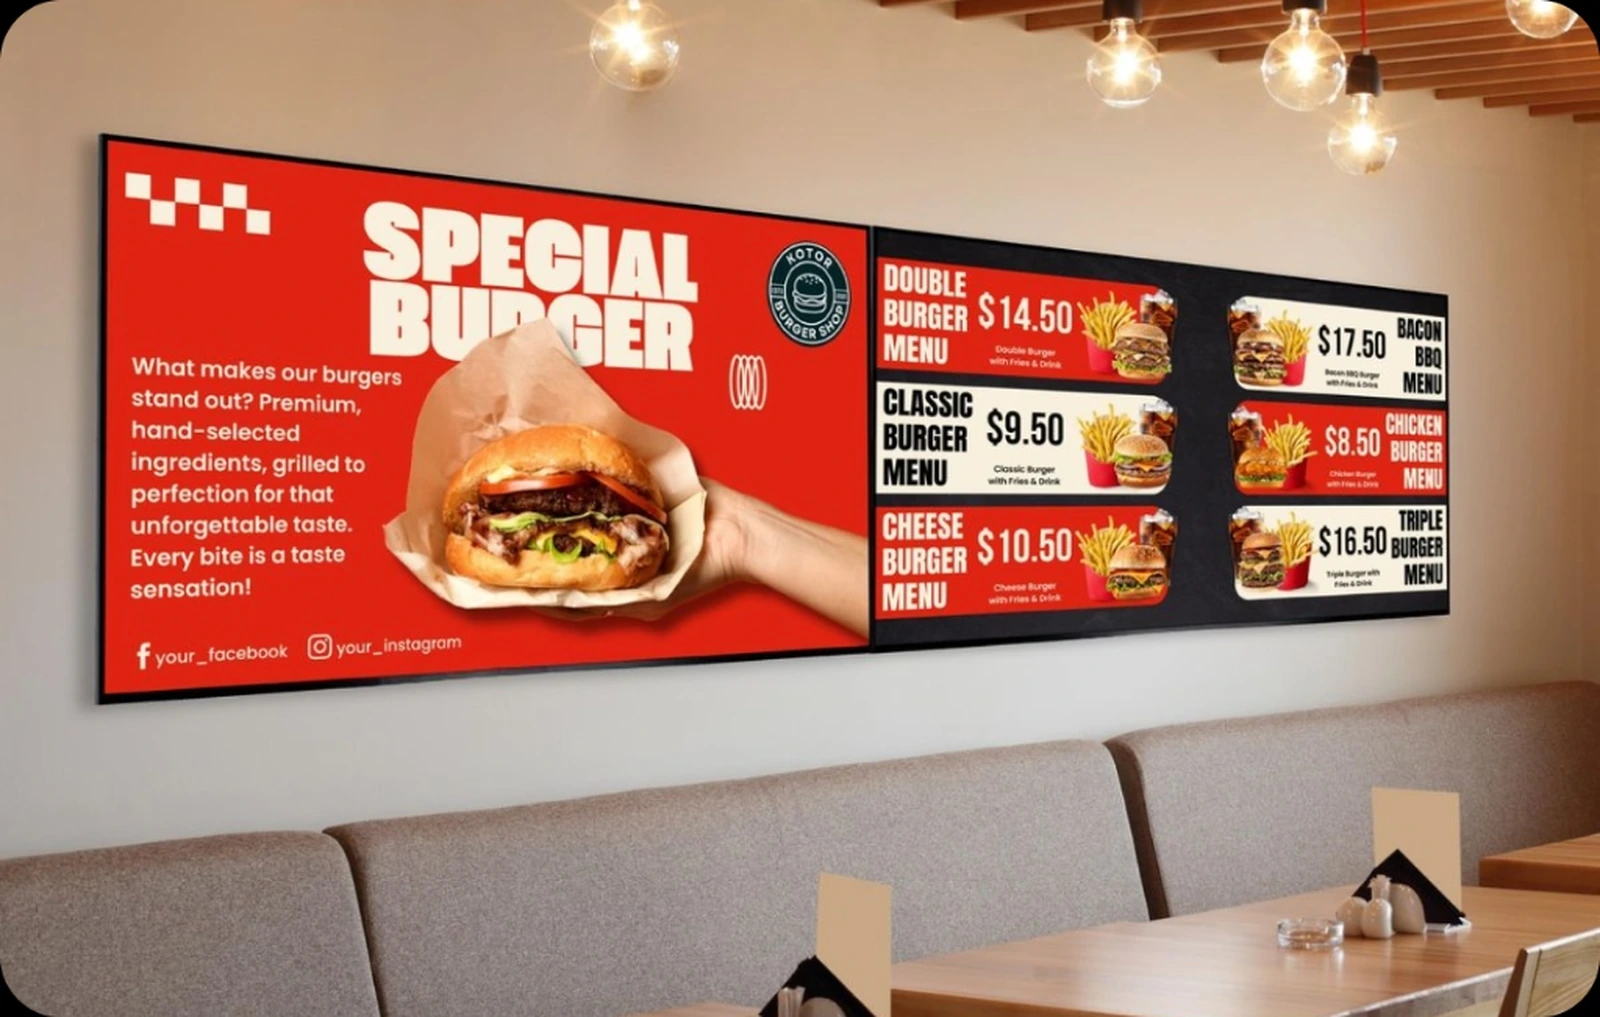 SPECIAL
BURGER
KOTOR
BURGER SHOP
What makes our burgers
stand out? Premium,
hand-selected
ingredients, grilled to
perfection for that
unforgettable taste.
Every bite is a taste
sensation!
your_facebook
your_instagram
DOUBLE
BURGER
MENU
$14.50
Double Burger
with Fries & Drink
CLASSIC
BURGER
MENU
$9.50
Classic Burger
with Fries & Drink
CHEESE
BURGER
MENU
$10.50
Cheese Burger
with Fries & Drink
$17.50
Bacon BBQ Burger
with Fries & Drink
BACON
BBQ
MENU
$8.50
Chicken Burger
with Fries & Drink
CHICKEN
BURGER
MENU
$16.50
Triple Burger with
Fries & Drink
TRIPLE
BURGER
MENU